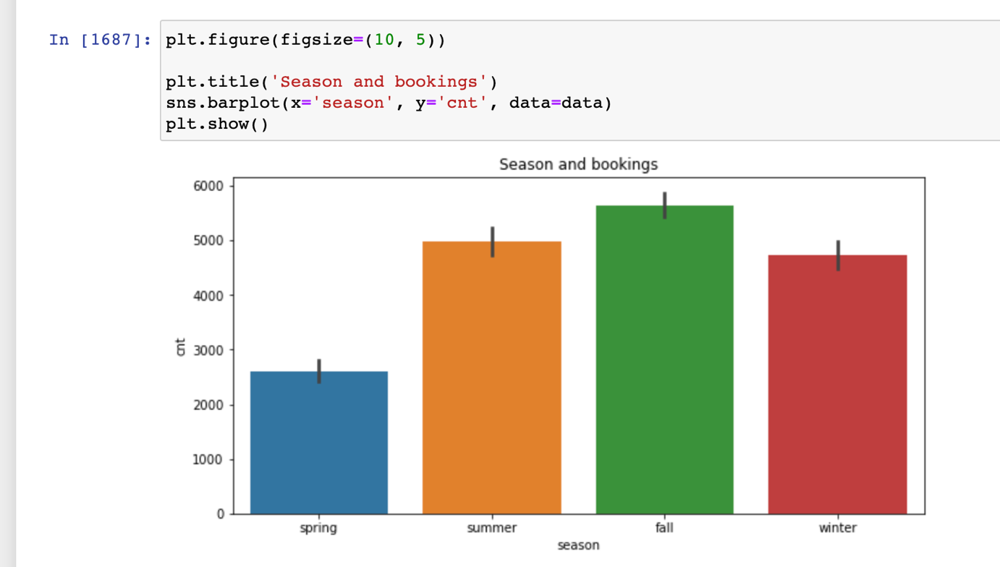 In [1687]: plt.figure(figsize=(10, 5))
plt.title('Season and bookings')
sns.barplot(x='season', y='cnt', data=data)
plt.show()
Season and bookings
6000
5000
4000
3000
2000
1000
0
cnt
spring summer fall winter
season